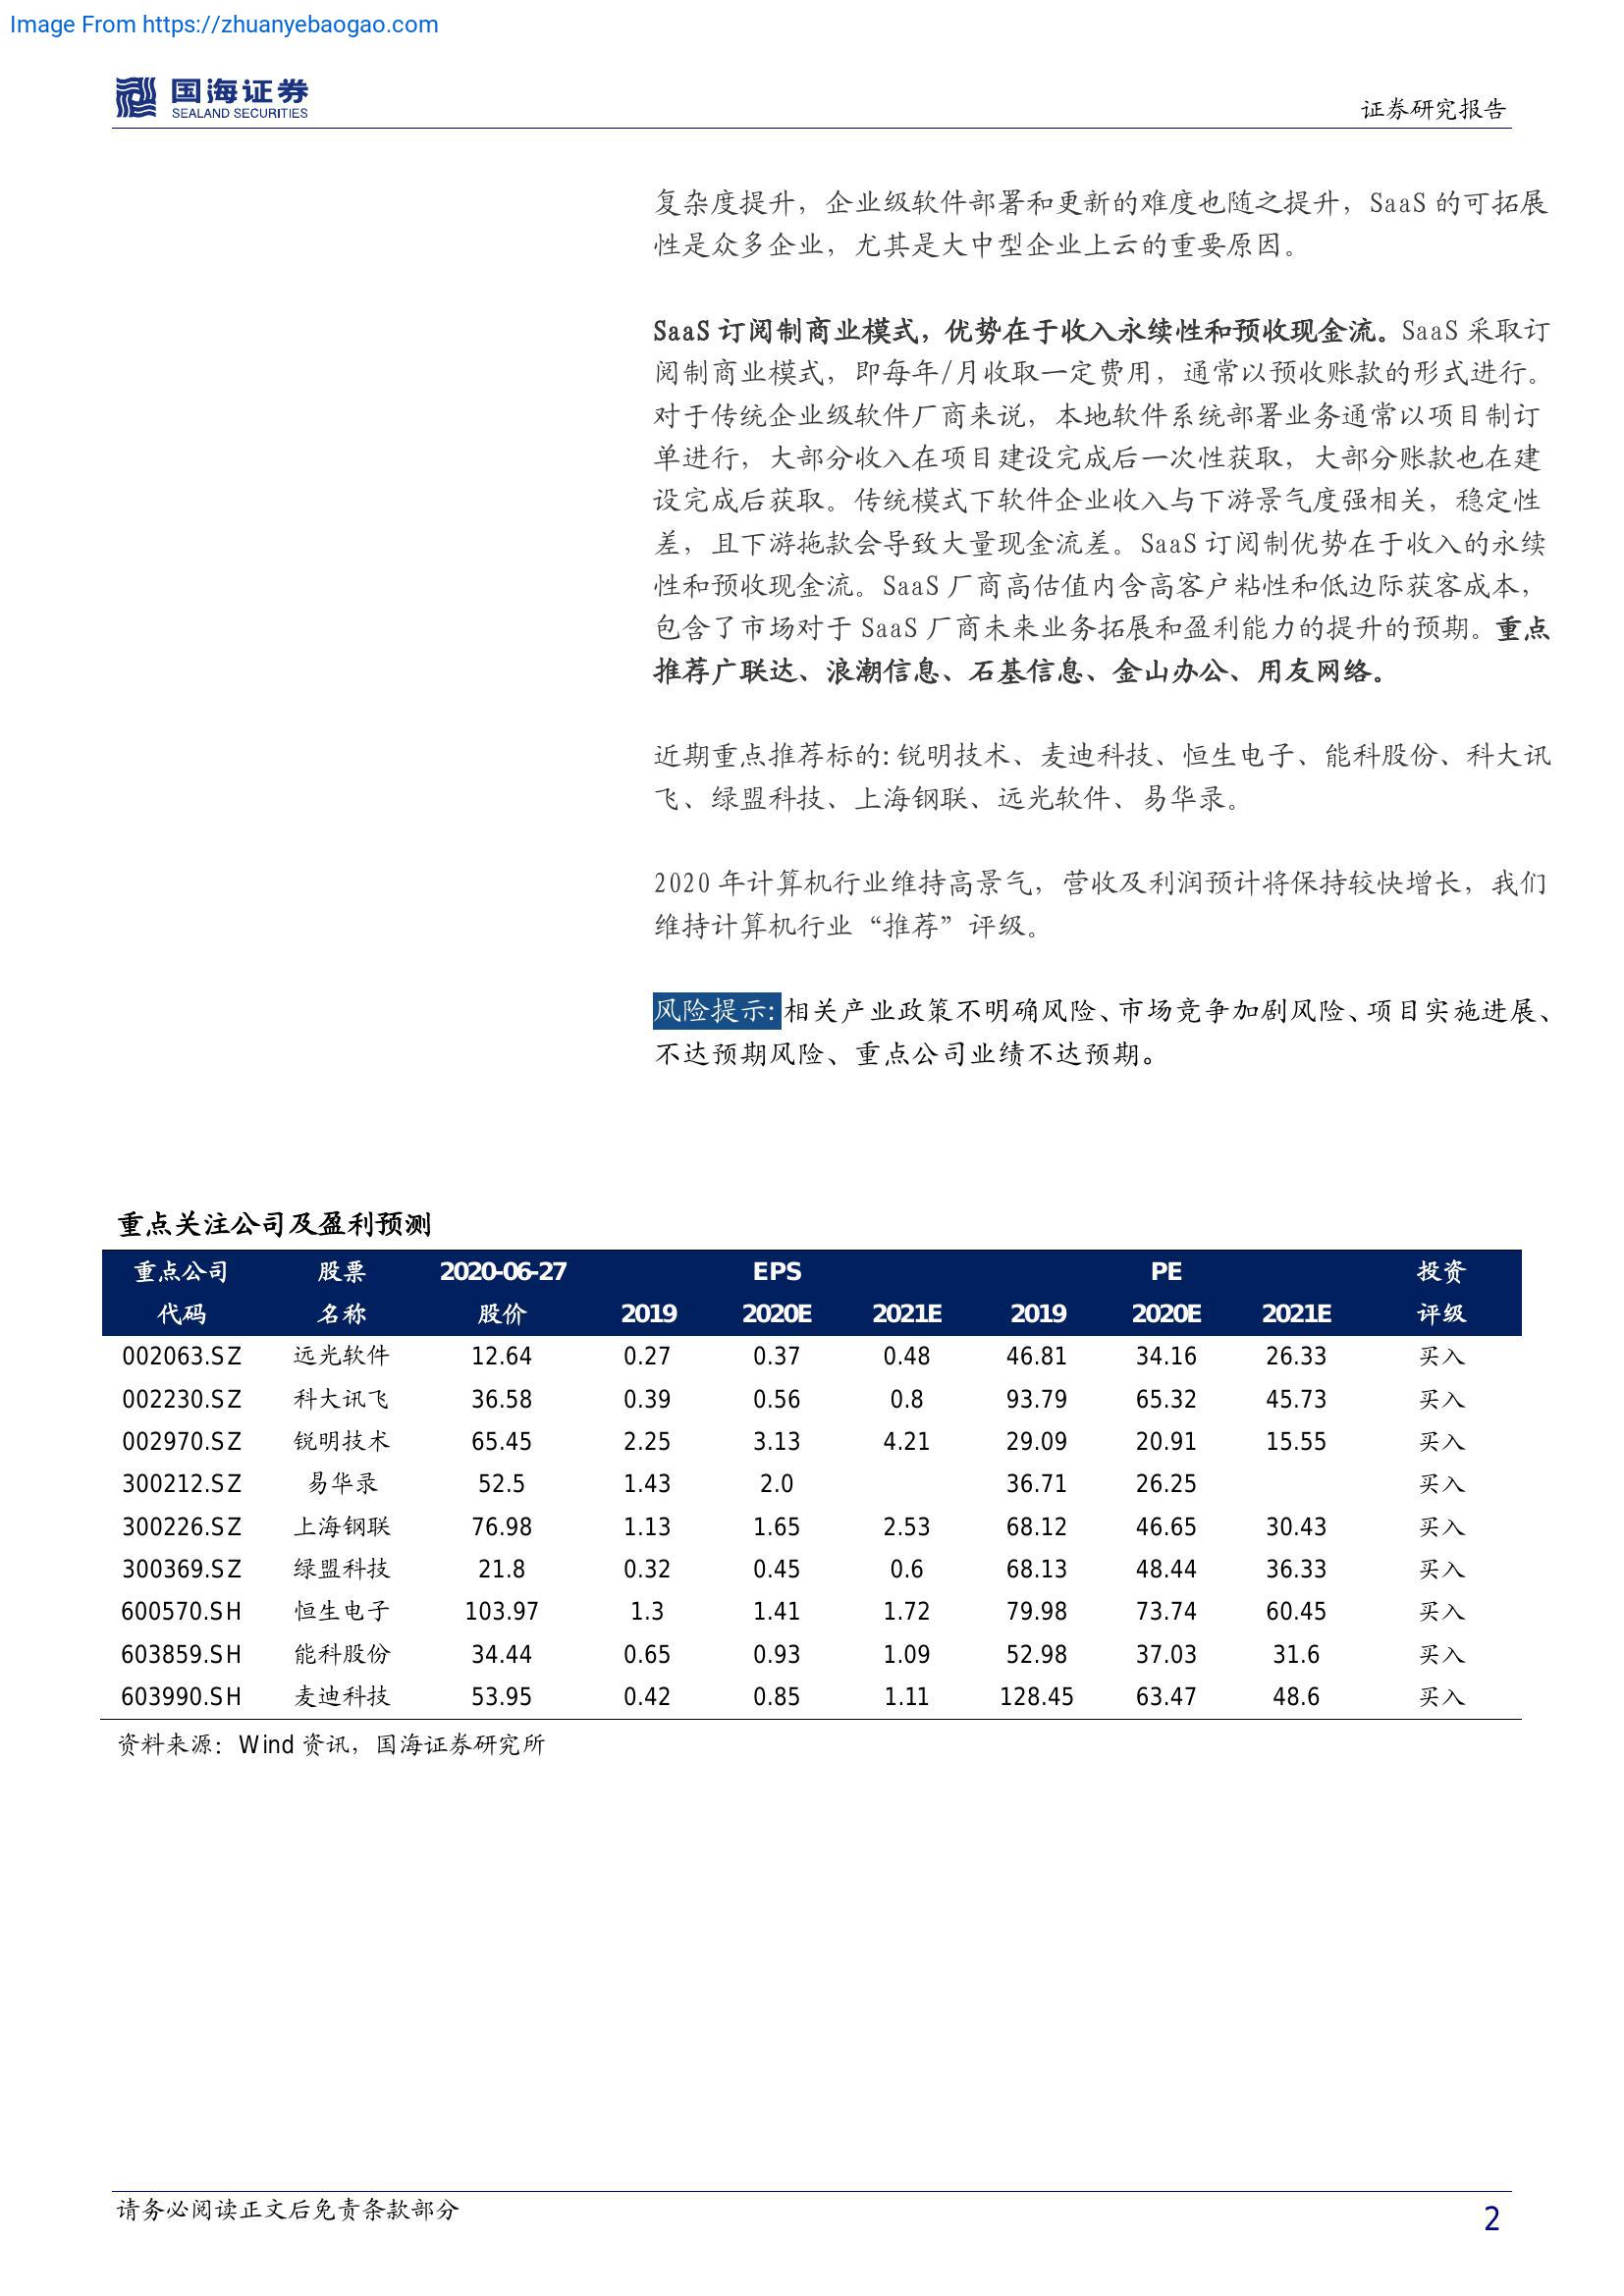 Image From https://zhuanyebaogao.com
国海证券
SEALAND SECURITIES
证券研究报告
复杂度提升，企业级软件部署和更新的难度也随之提升，SaaS 的可拓展
性是众多企业，尤其是大中型企业上云的重要原因。
SaaS 订阅制商业模式，优势在于收入永续性和预收现金流。SaaS 采取订
阅制商业模式，即每年/月收取一定费用，通常以预收账款的形式进行。
对于传统企业级软件厂商来说，本地软件系统部署业务通常以项目制订
单进行，大部分收入在项目建设完成后一次性获取，大部分账款也在建
设完成后获取。传统模式下软件企业收入与下游景气度强相关，稳定性
差，且下游拖款会导致大量现金流差。SaaS 订阅制优势在于收入的永续
性和预收现金流。SaaS 厂商高估值内含高客户粘性和低边际获客成本，
包含了市场对于 SaaS 厂商未来业务拓展和盈利能力的提升的预期。重点
推荐广联达、浪潮信息、石基信息、金山办公、用友网络。
近期重点推荐标的：锐明技术、麦迪科技、恒生电子、能科股份、科大讯
飞、绿盟科技、上海钢联、远光软件、易华录。
2020 年计算机行业维持高景气，营收及利润预计将保持较快增长，我们
维持计算机行业“推荐”评级。
风险提示：相关产业政策不明确风险、市场竞争加剧风险、项目实施进展、
不达预期风险、重点公司业绩不达预期。
重点关注公司及盈利预测
重点公司 股票 2020-06-27 EPS PE 投资
代码 名称 股价 2019 2020E 2021E 2019 2020E 2021E 评级
002063.SZ 远光软件 12.64 0.27 0.37 0.48 46.81 34.16 26.33 买入
002230.SZ 科大讯飞 36.58 0.39 0.56 0.8 93.79 65.32 45.73 买入
002970.SZ 锐明技术 65.45 2.25 3.13 4.21 29.09 20.91 15.55 买入
300212.SZ 易华录 52.5 1.43 2.0 36.71 26.25 买入
300226.SZ 上海钢联 76.98 1.13 1.65 2.53 68.12 46.65 30.43 买入
300369.SZ 绿盟科技 21.8 0.32 0.45 0.6 68.13 48.44 36.33 买入
600570.SH 恒生电子 103.97 1.3 1.41 1.72 79.98 73.74 60.45 买入
603859.SH 能科股份 34.44 0.65 0.93 1.09 52.98 37.03 31.6 买入
603990.SH 麦迪科技 53.95 0.42 0.85 1.11 128.45 63.47 48.6 买入
资料来源：Wind 资讯，国海证券研究所
请务必阅读正文后免责条款部分
2